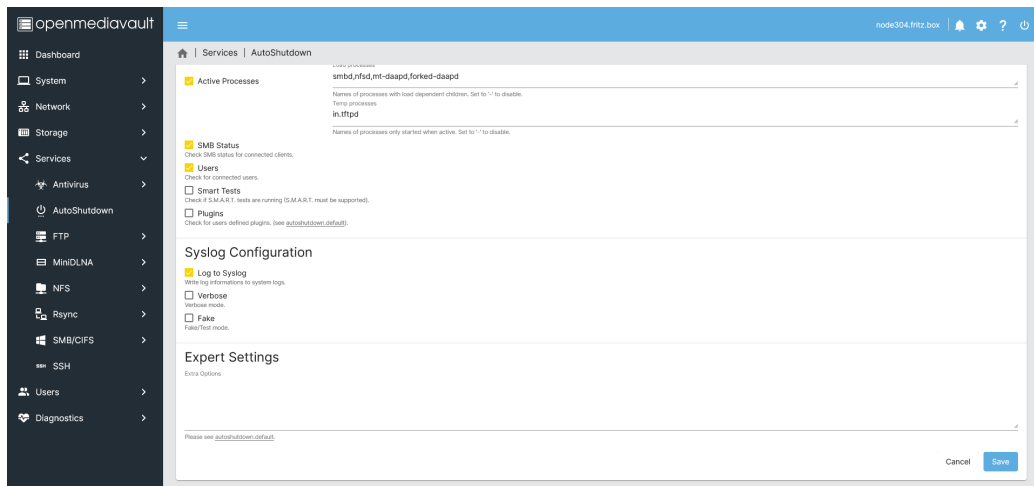 openmediavault
node304.fritz.box
Dashboard
Services | AutoShutdown
System
Network
Storage
Services
Antivirus
AutoShutdown
FTP
MiniDLNA
NFS
Rsync
SMB/CIFS
SSH
SSH
Users
Diagnostics
Load processes
Active Processes
smbd,nfsd,mt-daapd,forked-daapd
Names of processes with load dependent children. Set to '-' to disable.
Temp processes
in.tftpd
Names of processes only started when active. Set to '-' to disable.
SMB Status
Check SMB status for connected clients.
Users
Check for connected users.
Smart Tests
Check if S.M.A.R.T. tests are running (S.M.A.R.T. must be supported).
Plugins
Check for users defined plugins. (see autoshutdown.default).
Syslog Configuration
Log to Syslog
Write log informations to system logs.
Verbose
Verbose mode.
Fake
Fake/Test mode.
Expert Settings
Extra Options
Please see autoshutdown.default.
Cancel
Save